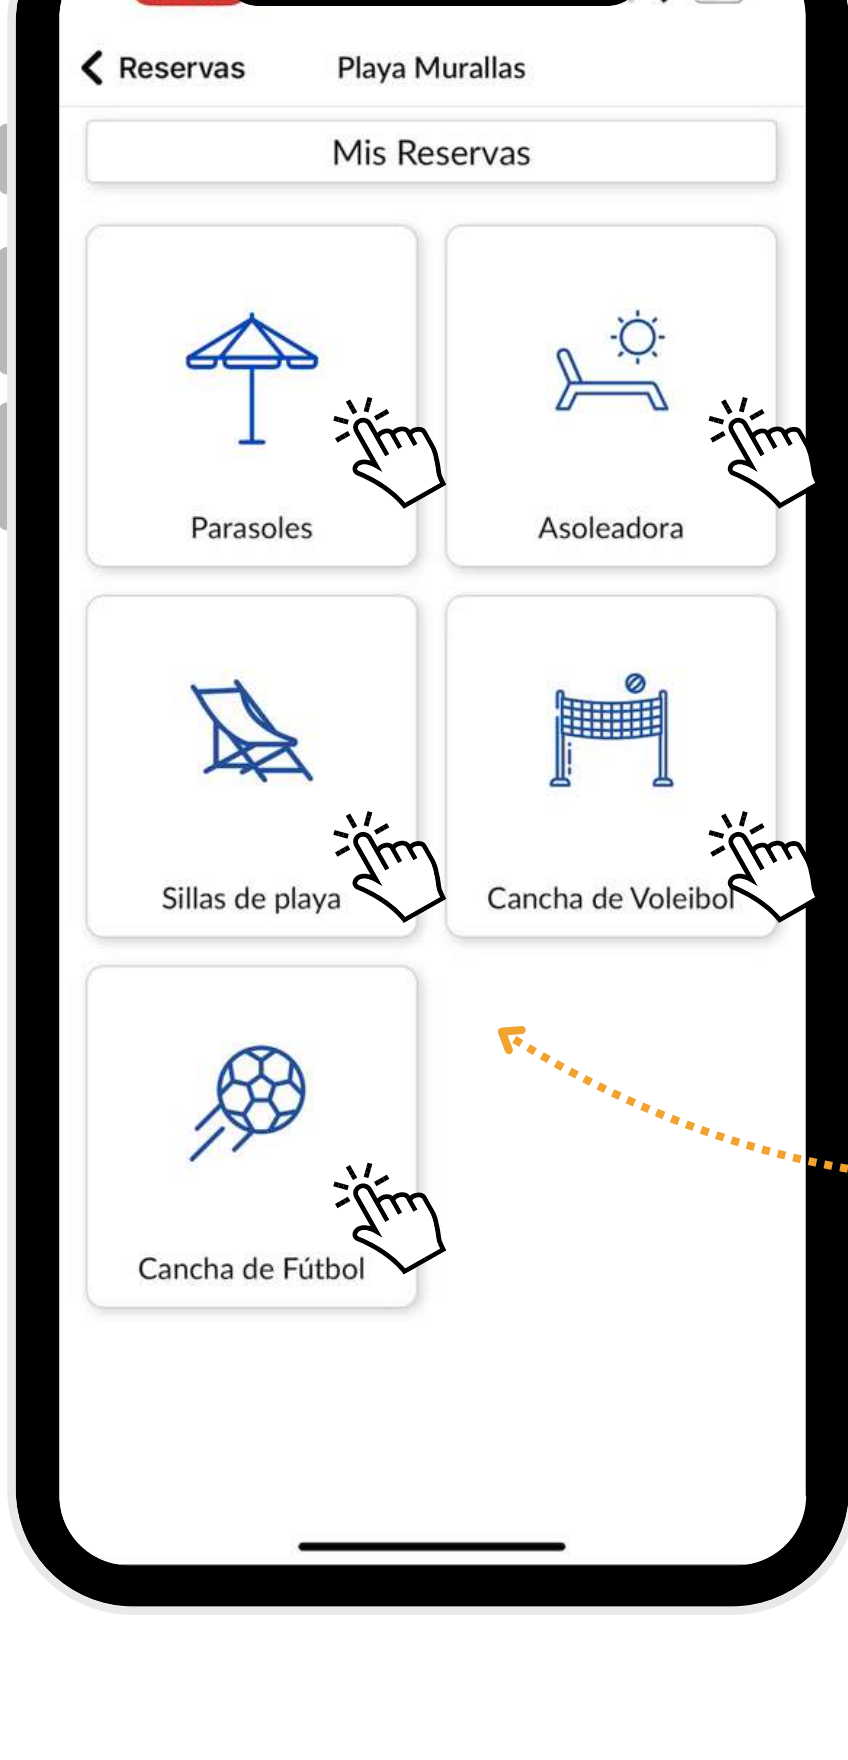 Reservas
Playa Murallas
Mis Reservas
Parasoles
Asoleadora
Sillas de playa
Cancha de Voleibol
Cancha de Fútbol